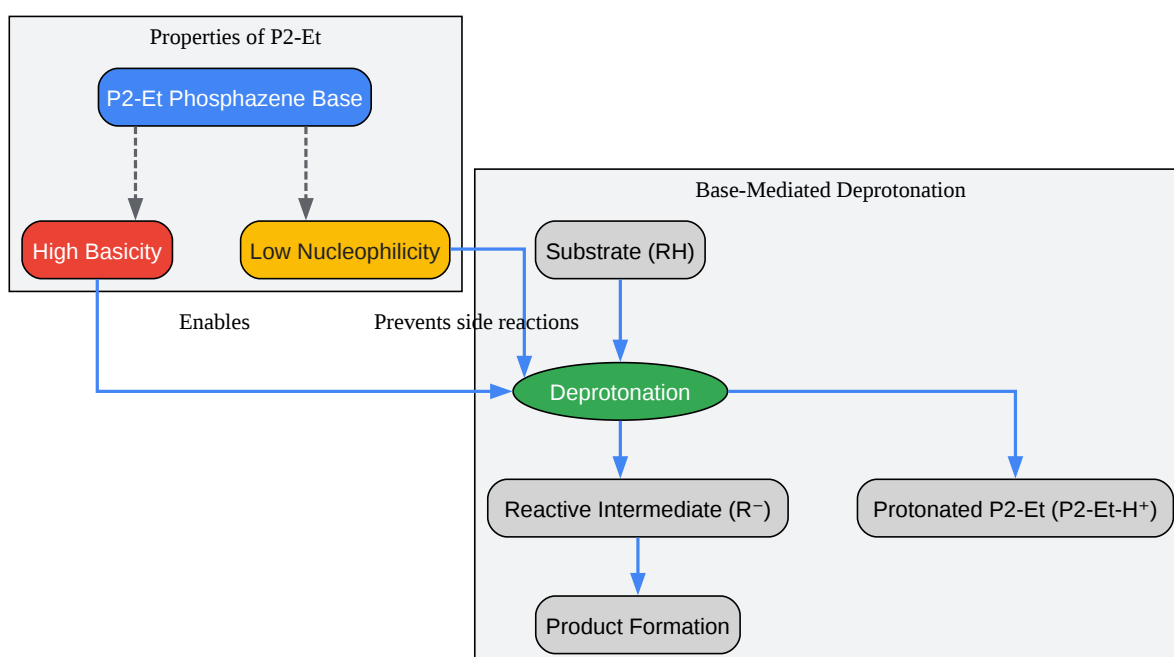 Properties of P2-Et
P2-Et Phosphazene Base
High Basicity
Low Nucleophilicity
Enables
Prevents side reactions
Base-Mediated Deprotonation
Substrate (RH)
Deprotonation
Reactive Intermediate (R⁻)
Protonated P2-Et (P2-Et-H⁺)
Product Formation